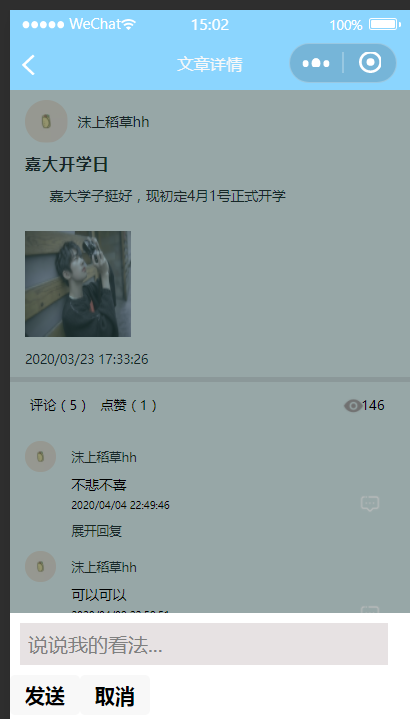 WeChat 15:02 100%
文章详情
沫上稻草hh
嘉大开学日
嘉大学子挺好，现初定4月1号正式开学
2020/03/23 17:33:26
评论（5） 点赞（1） 146
沫上稻草hh
不悲不喜
2020/04/04 22:49:46
展开回复
沫上稻草hh
可以可以
说说我的看法...
发送 取消